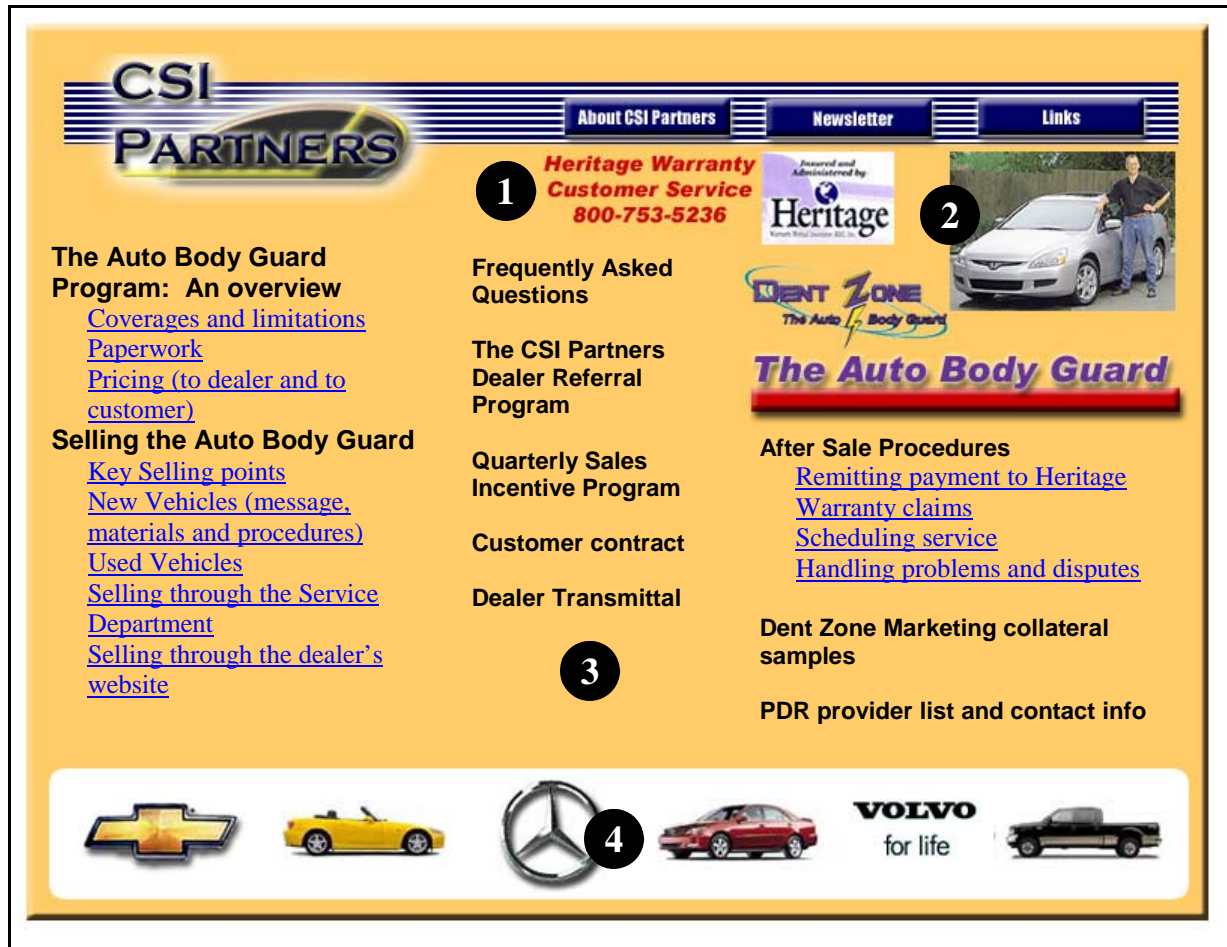 CSI
PARTNERS
About CSI Partners
Newsletter
Links
1
Heritage Warranty
Customer Service
800-753-5236
Insured and
Administered by
Heritage
2
DENT ZONE
The Auto Body Guard
The Auto Body Guard
The Auto Body Guard
Program: An overview
Coverages and limitations
Paperwork
Pricing (to dealer and to
customer)
Selling the Auto Body Guard
Key Selling points
New Vehicles (message,
materials and procedures)
Used Vehicles
Selling through the Service
Department
Selling through the dealer's
website
Frequently Asked
Questions
The CSI Partners
Dealer Referral
Program
Quarterly Sales
Incentive Program
Customer contract
Dealer Transmittal
3
After Sale Procedures
Remitting payment to Heritage
Warranty claims
Scheduling service
Handling problems and disputes
Dent Zone Marketing collateral
samples
PDR provider list and contact info
4
VOLVO
for life